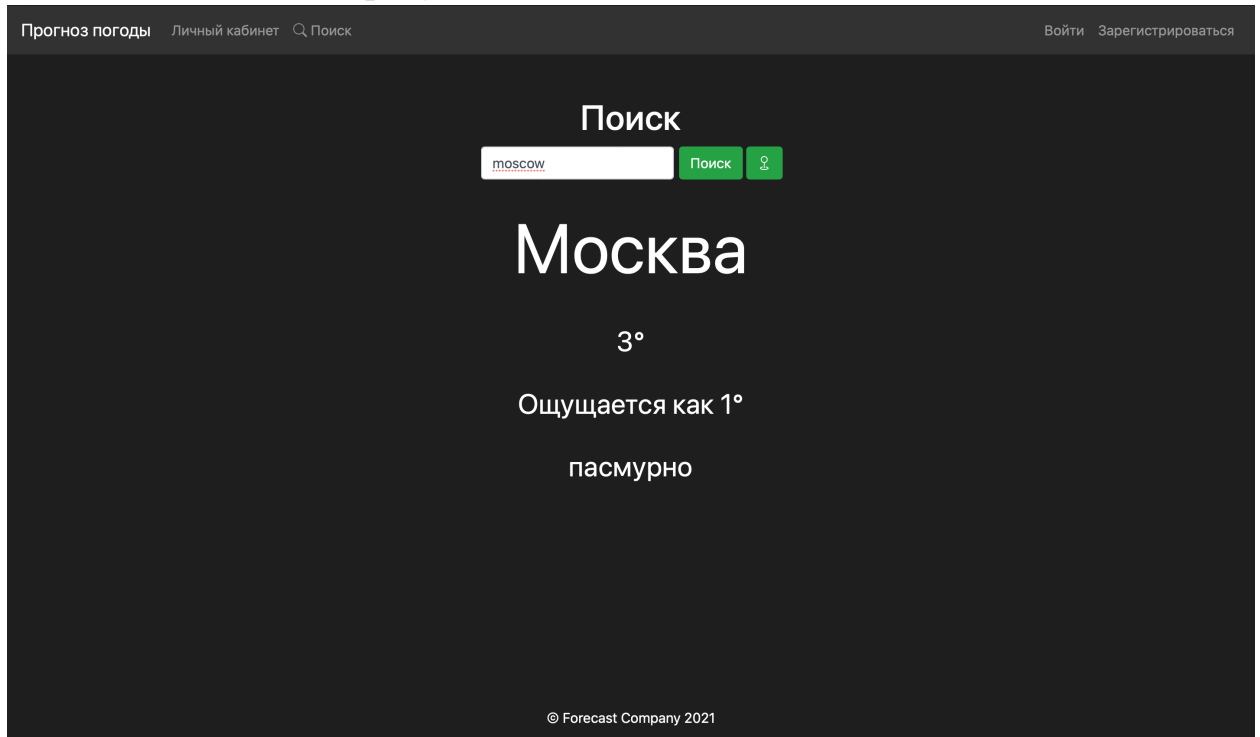 Прогноз погоды Личный кабинет Поиск Войти Зарегистрироваться
Поиск
moscow Поиск
Москва
3°
Ощущается как 1°
пасмурно
© Forecast Company 2021